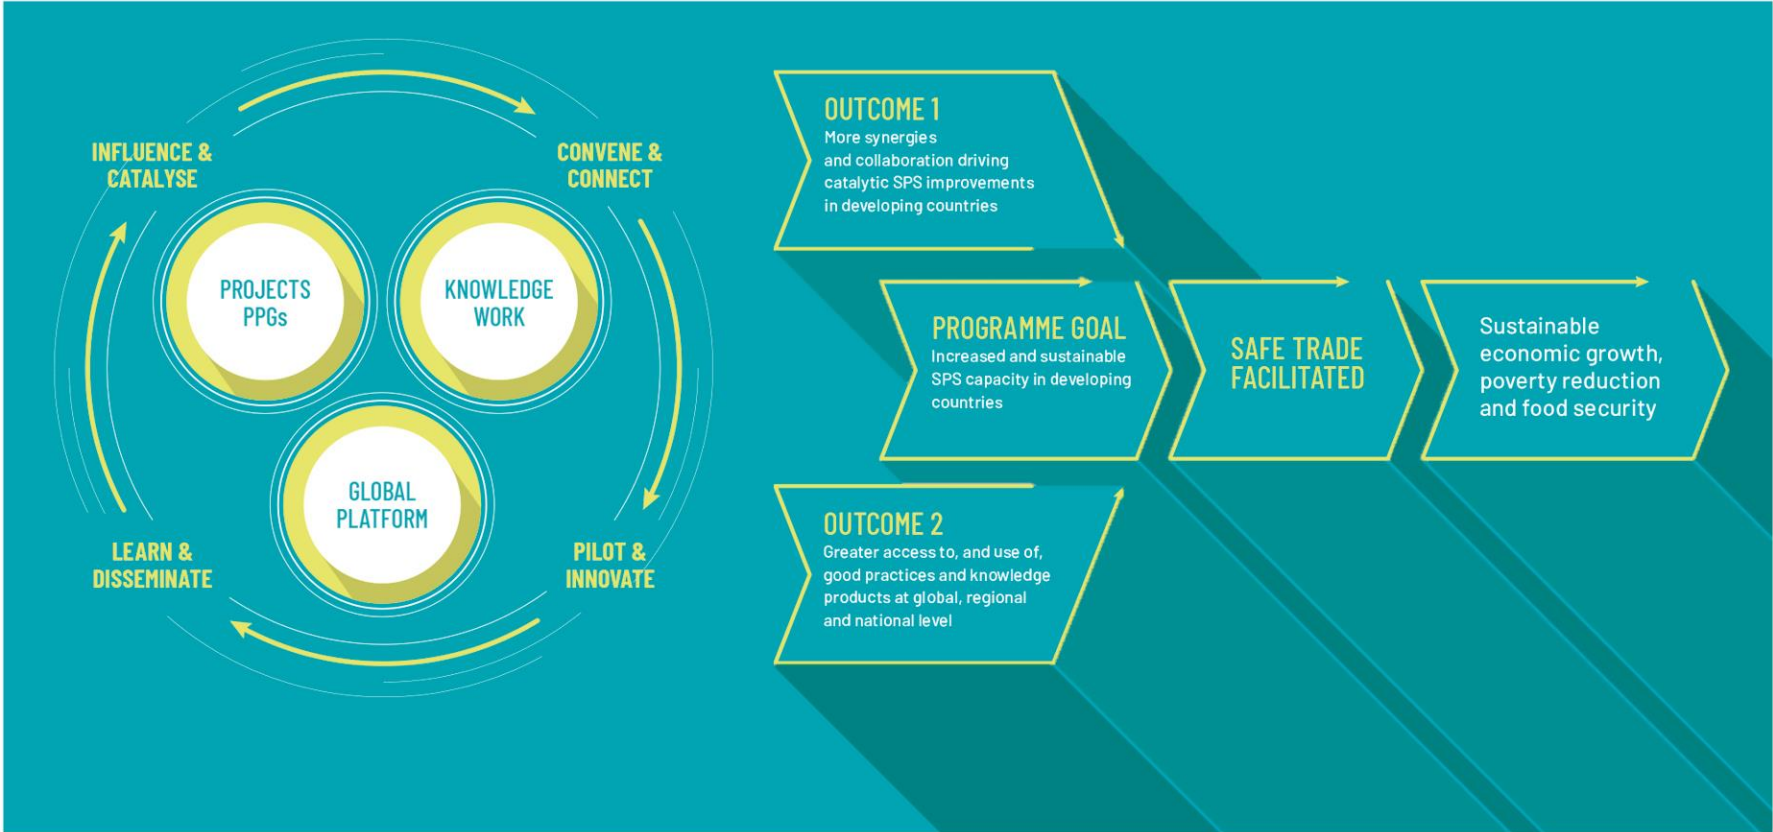 INFLUENCE &
CATALYSE
CONVENE &
CONNECT
PROJECTS
PPGs
KNOWLEDGE
WORK
GLOBAL
PLATFORM
LEARN &
DISSEMINATE
PILOT &
INNOVATE
OUTCOME 1
More synergies
and collaboration driving
catalytic SPS improvements
in developing countries
PROGRAMME GOAL
Increased and sustainable
SPS capacity in developing
countries
SAFE TRADE
FACILITATED
Sustainable
economic growth,
poverty reduction
and food security
OUTCOME 2
Greater access to, and use of,
good practices and knowledge
products at global, regional
and national level